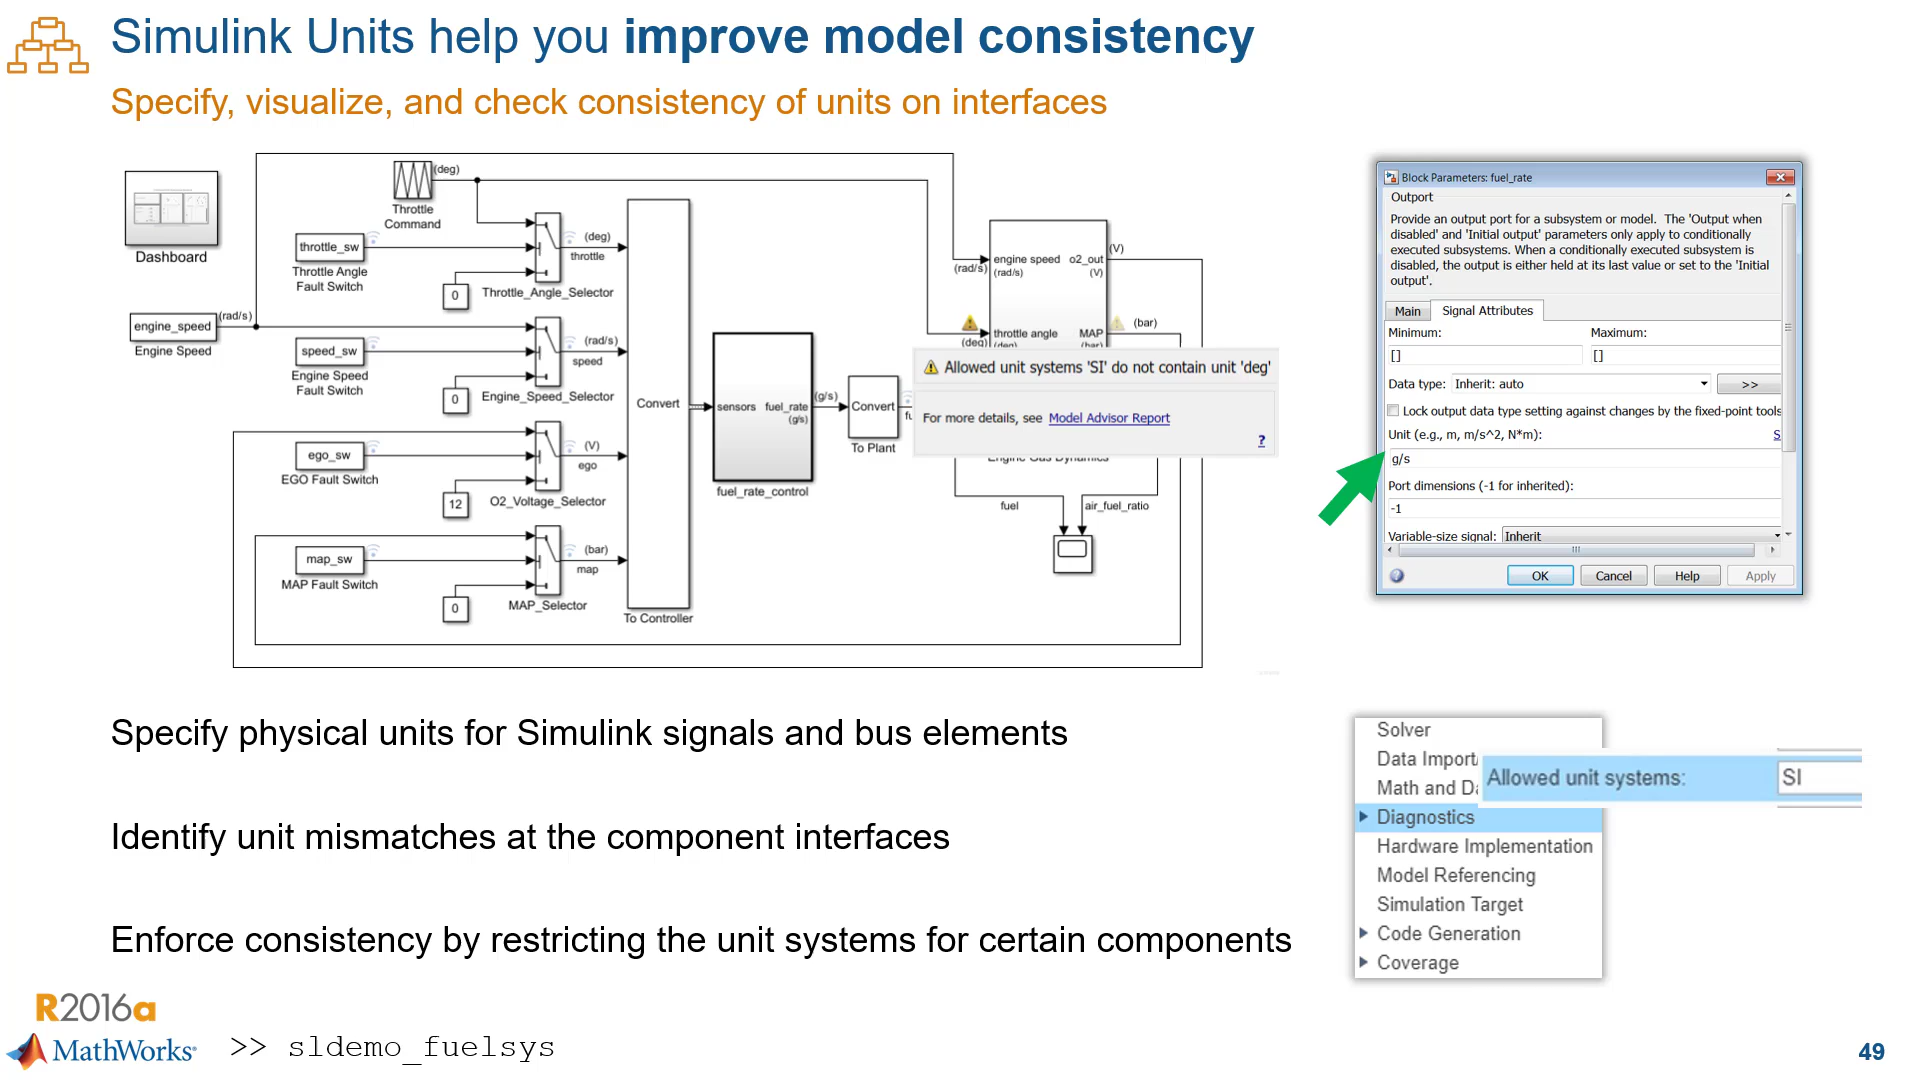 Simulink Units help you improve model consistency
Specify, visualize, and check consistency of units on interfaces
Dashboard
(deg)
Throttle
Command
throttle_sw
Throttle Angle
Fault Switch
0
(deg)
throttle
Throttle_Angle_Selector
engine_speed
(rad/s)
Engine Speed
speed_sw
Engine Speed
Fault Switch
0
(rad/s)
speed
Engine_Speed_Selector
ego_sw
EGO Fault Switch
12
(V)
ego
O2_Voltage_Selector
map_sw
MAP Fault Switch
0
(bar)
map
MAP_Selector
Convert
To Controller
sensors fuel_rate
(g/s)
fuel_rate_control
(g/s)
Convert
To Plant
(rad/s)
engine speed o2_out
(rad/s) (V)
(V)
throttle angle MAP
(deg)
(deg) (bar)
(bar)
Allowed unit systems 'SI' do not contain unit 'deg'
For more details, see Model Advisor Report
?
Engine Gas Dynamics
fuel
air_fuel_ratio
Block Parameters: fuel_rate
Outport
Provide an output port for a subsystem or model. The 'Output when
disabled' and 'Initial output' parameters only apply to conditionally
executed subsystems. When a conditionally executed subsystem is
disabled, the output is either held at its last value or set to the 'Initial
output'.
Main Signal Attributes
Minimum: Maximum:
[] []
Data type: Inherit: auto >>
Lock output data type setting against changes by the fixed-point tools
Unit (e.g., m, m/s^2, N*m): S
g/s
Port dimensions (-1 for inherited):
-1
Variable-size signal: Inherit
OK Cancel Help Apply
Specify physical units for Simulink signals and bus elements
Identify unit mismatches at the component interfaces
Enforce consistency by restricting the unit systems for certain components
Solver
Data Import
Math and Da
Allowed unit systems: SI
Diagnostics
Hardware Implementation
Model Referencing
Simulation Target
Code Generation
Coverage
R2016a
MathWorks
>> sldemo_fuelsys
49